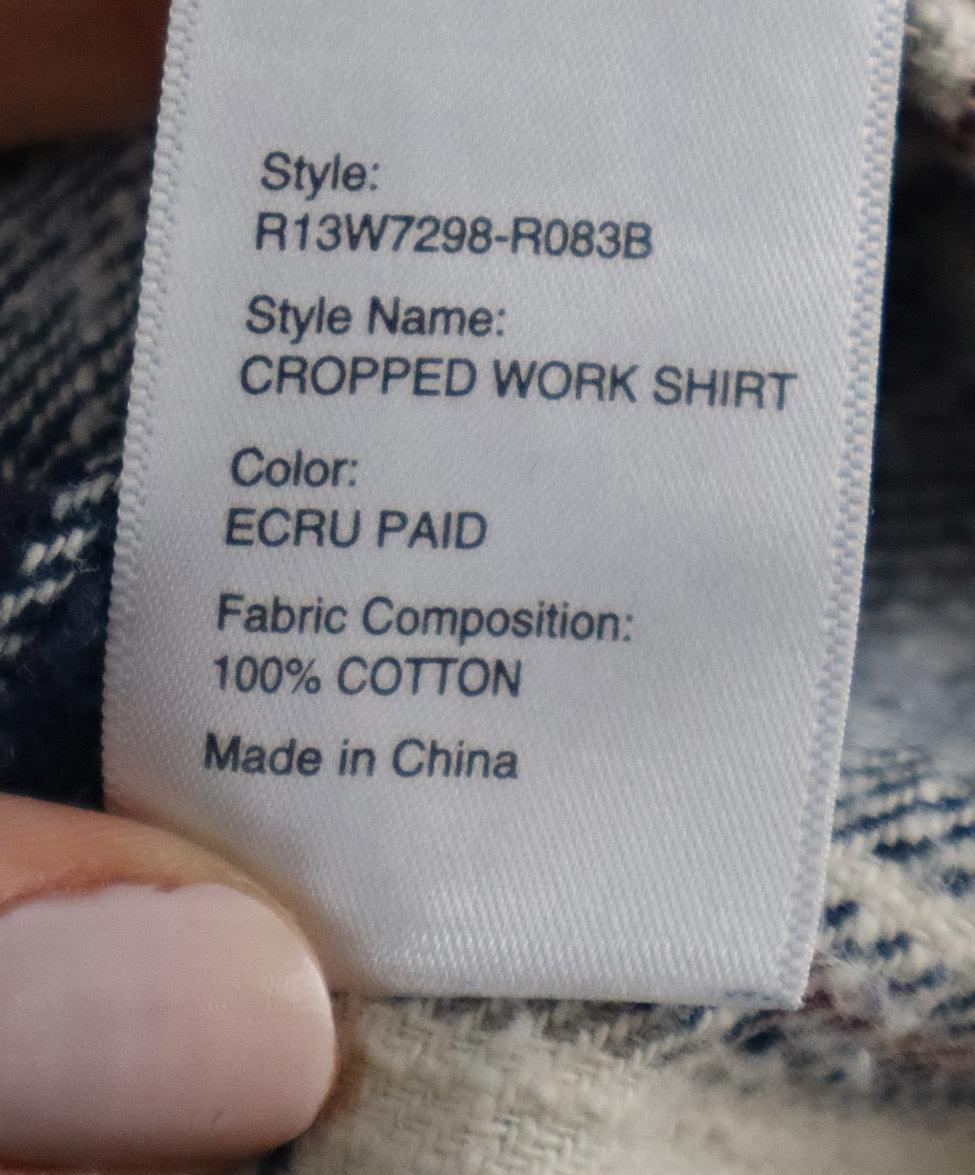 Style:
R13W7298-R083B
Style Name:
CROPPED WORK SHIRT
Color:
ECRU PAID
Fabric Composition:
100% COTTON
Made in China